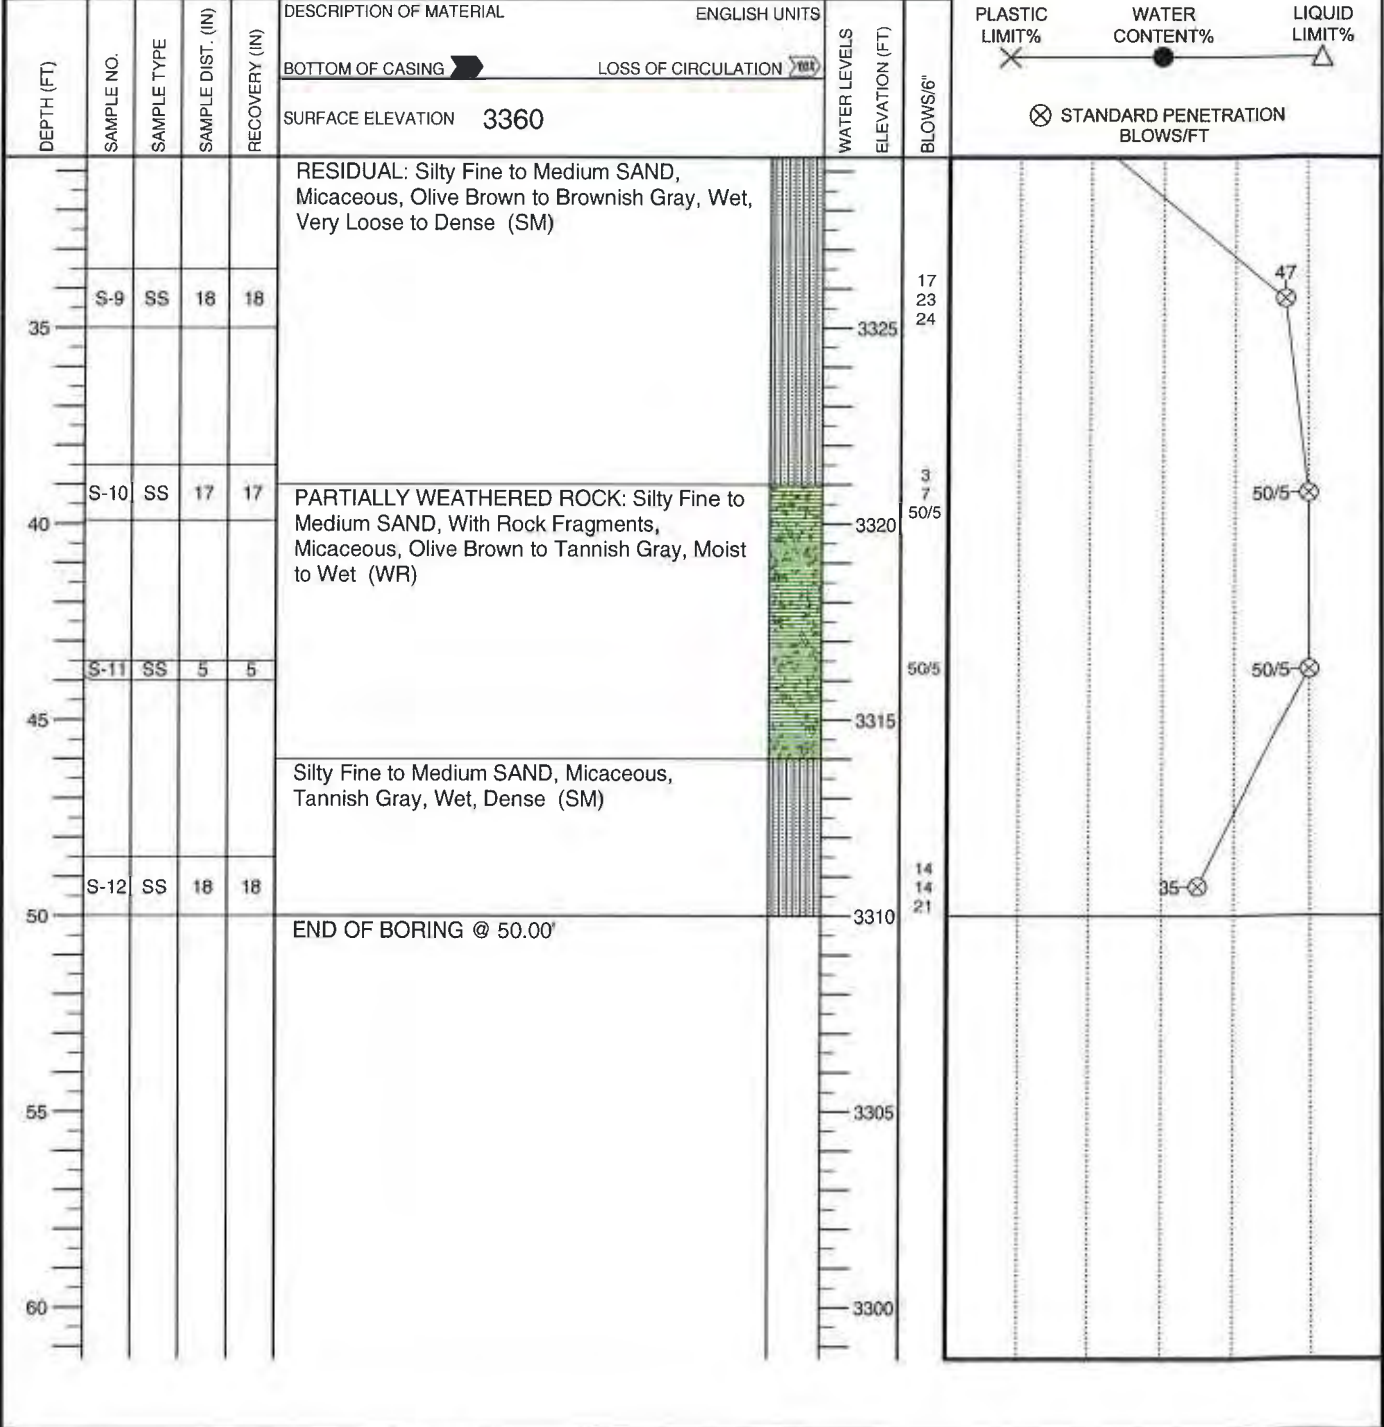 DEPTH (FT)
SAMPLE NO.
SAMPLE TYPE
SAMPLE DIST. (IN)
RECOVERY (IN)
DESCRIPTION OF MATERIAL ENGLISH UNITS
BOTTOM OF CASING LOSS OF CIRCULATION
SURFACE ELEVATION 3360
WATER LEVELS
ELEVATION (FT)
BLOWS/6"
PLASTIC LIMIT%
WATER CONTENT%
LIQUID LIMIT%
STANDARD PENETRATION
BLOWS/FT
RESIDUAL: Silty Fine to Medium SAND,
Micaceous, Olive Brown to Brownish Gray, Wet,
Very Loose to Dense (SM)
S-9 SS 18 18
17
23
24
47
35 3325
S-10 SS 17 17
3
7
50/5
50/5
PARTIALLY WEATHERED ROCK: Silty Fine to
Medium SAND, With Rock Fragments,
Micaceous, Olive Brown to Tannish Gray, Moist
to Wet (WR)
40 3320
S-11 SS 5 5 50/5 50/5
45 3315
Silty Fine to Medium SAND, Micaceous,
Tannish Gray, Wet, Dense (SM)
S-12 SS 18 18
14
14
21
35
50 3310
END OF BORING @ 50.00'
55 3305
60 3300